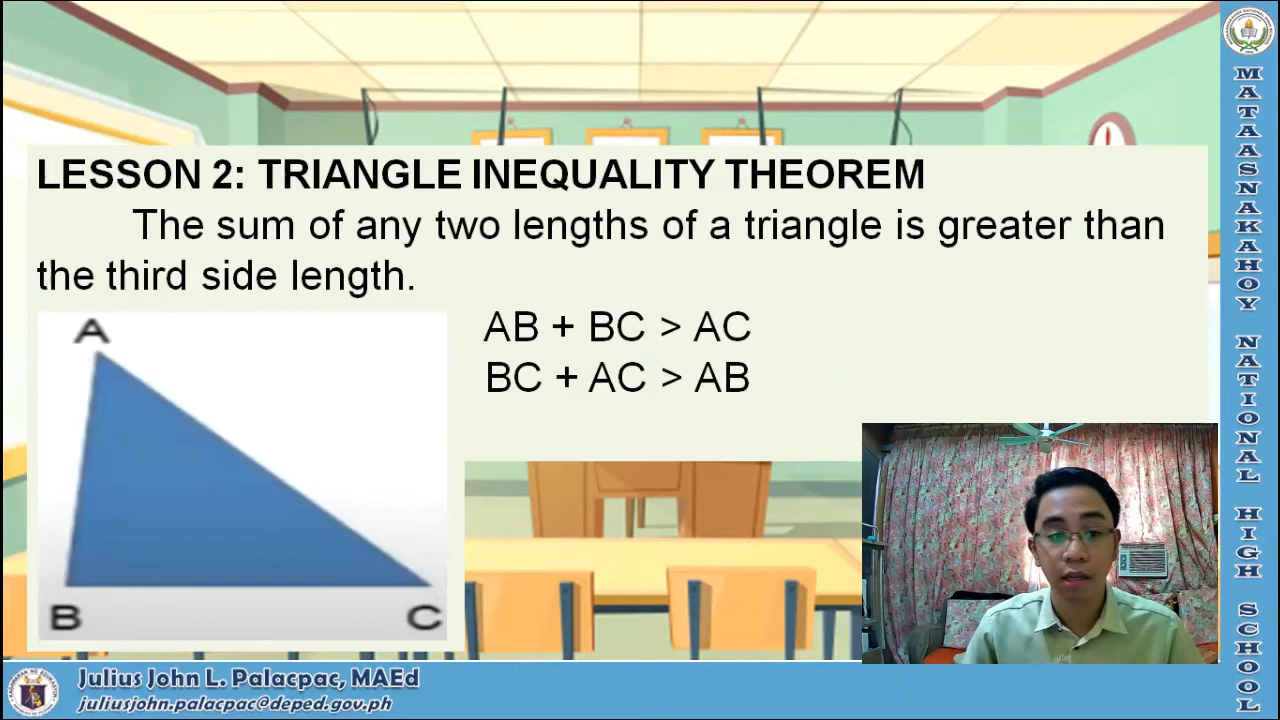 LESSON 2: TRIANGLE INEQUALITY THEOREM
The sum of any two lengths of a triangle is greater than
the third side length.
AB + BC > AC
BC + AC > AB
A
B
C
MATAASNAKAHOY NATIONAL HIGH SCHOOL
Julius John L. Palacpac, MAEd
juliusjohn.palacpac@deped.gov.ph